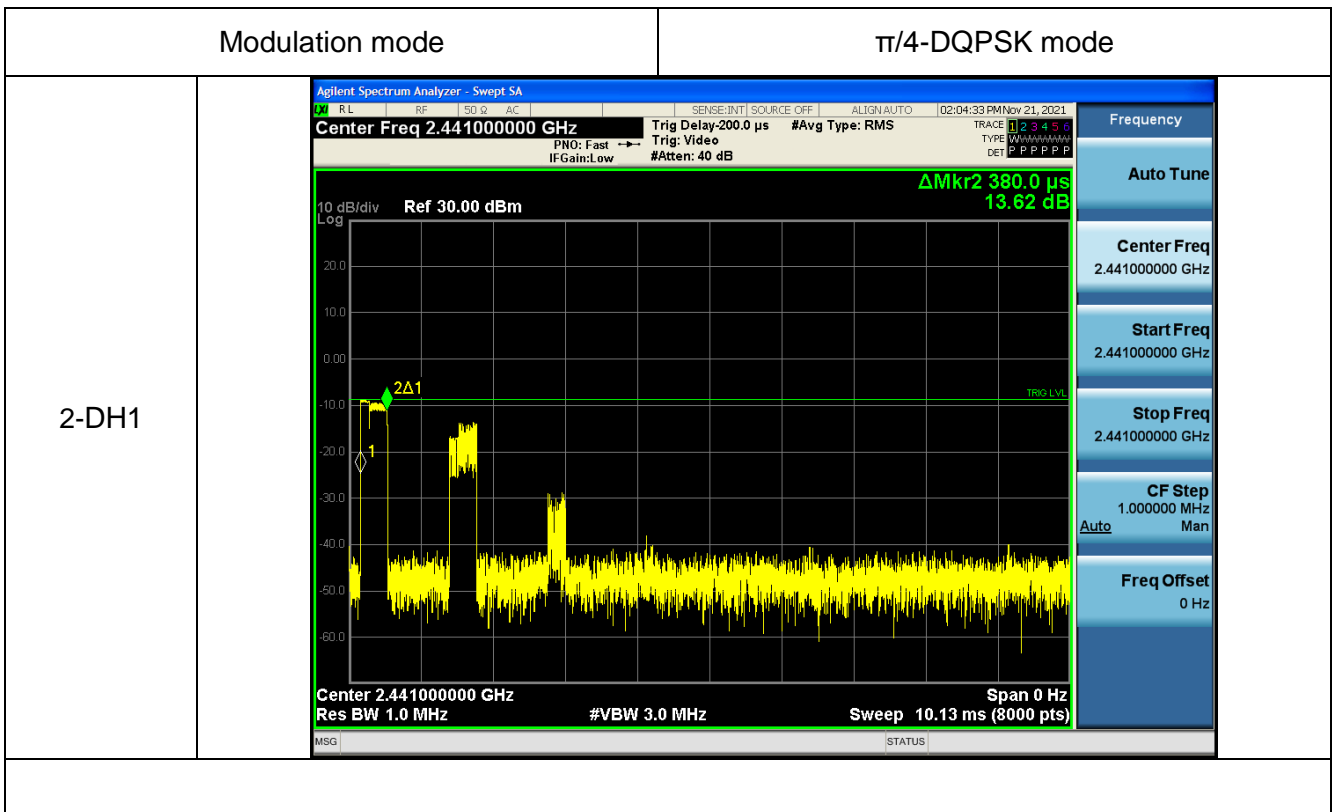 Modulation mode
π/4-DQPSK mode
2-DH1
Agilent Spectrum Analyzer - Swept SA
LXI RL RF 50 Ω AC SENSE:INT SOURCE OFF ALIGN AUTO 02:04:33 PM Nov 21, 2021
Center Freq 2.441000000 GHz
PNO: Fast
IFGain:Low
Trig Delay-200.0 µs
Trig: Video
#Atten: 40 dB
#Avg Type: RMS
TRACE 1 2 3 4 5 6
TYPE WWWWWW
DET P P P P P P
ΔMkr2 380.0 µs
13.62 dB
10 dB/div Ref 30.00 dBm
Log
20.0
10.0
0.00
-10.0
-20.0
-30.0
-40.0
-50.0
-60.0
2Δ1
1
TRIG LVL
Center 2.441000000 GHz Span 0 Hz
Res BW 1.0 MHz #VBW 3.0 MHz Sweep 10.13 ms (8000 pts)
MSG STATUS
Frequency
Auto Tune
Center Freq
2.441000000 GHz
Start Freq
2.441000000 GHz
Stop Freq
2.441000000 GHz
CF Step
1.000000 MHz
Auto Man
Freq Offset
0 Hz